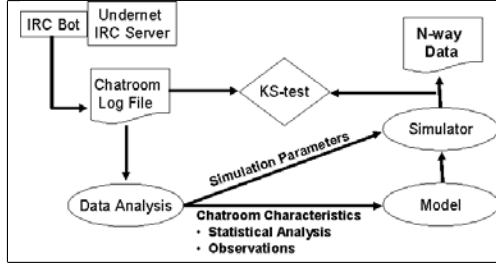 IRC Bot
Undernet
IRC Server
Chatroom
Log File
KS-test
N-way
Data
Simulator
Simulation Parameters
Data Analysis
Model
Chatroom Characteristics
• Statistical Analysis
• Observations